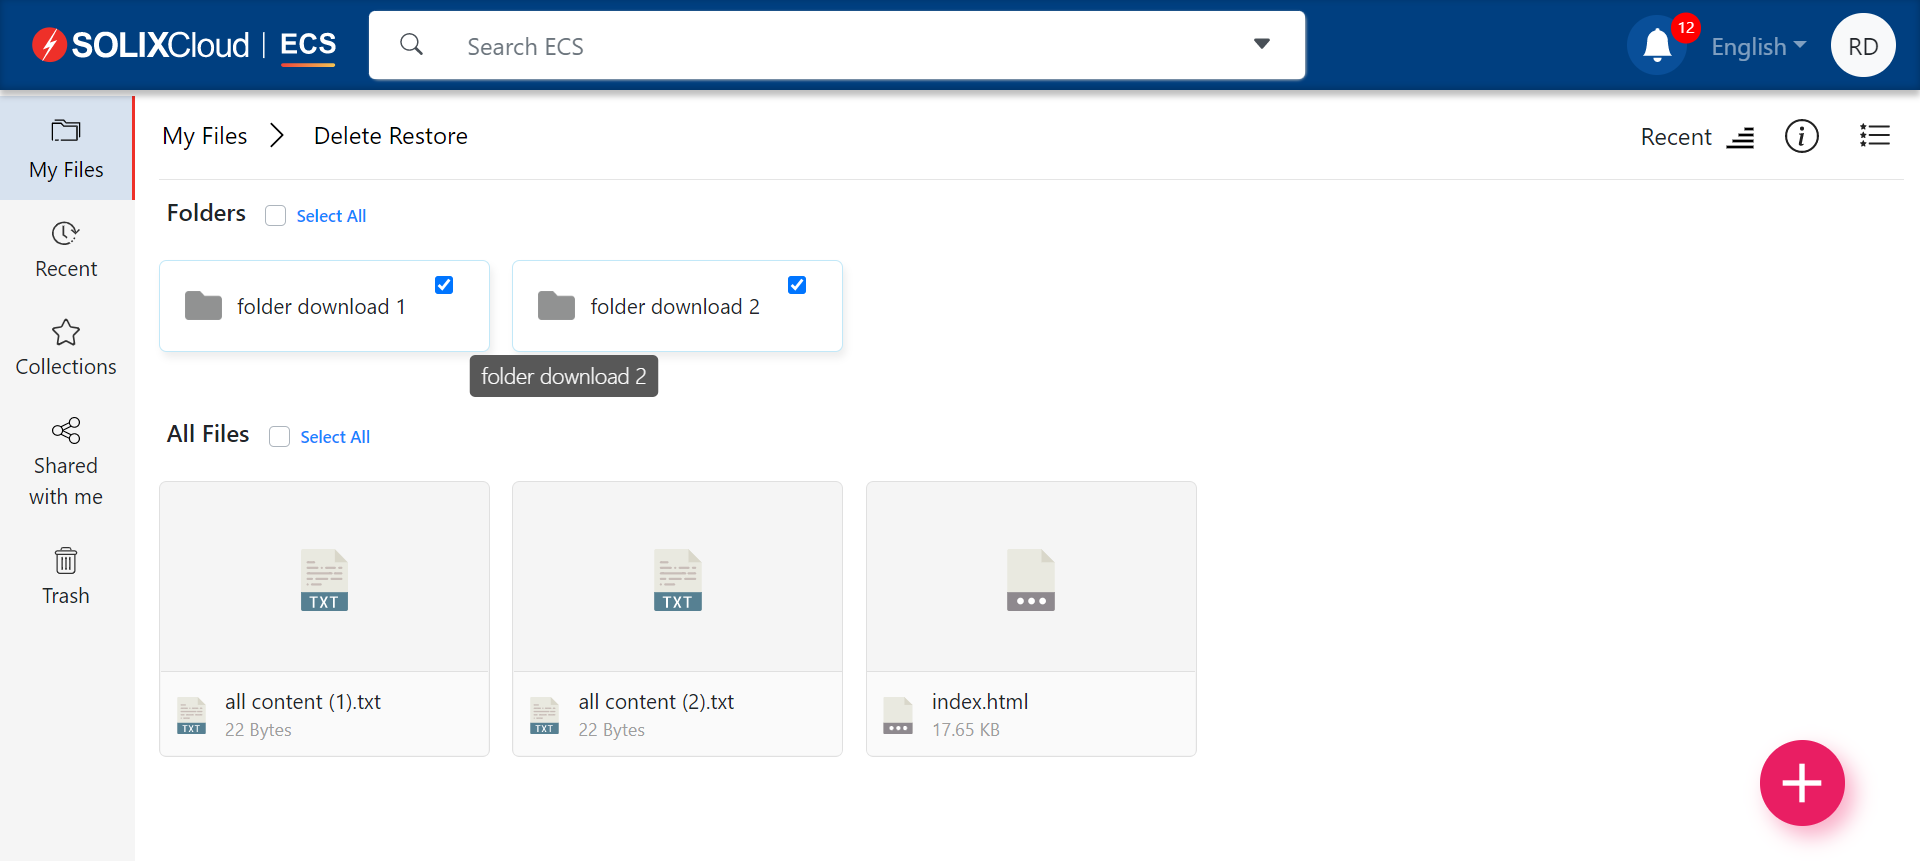 SOLIXCloud | ECS
Search ECS
12
English
RD
My Files
Recent
Collections
Shared
with me
Trash
My Files > Delete Restore
Recent
Folders
Select All
folder download 1
folder download 2
folder download 2
All Files
Select All
TXT
TXT
TXT
all content (1).txt
22 Bytes
TXT
all content (2).txt
22 Bytes
index.html
17.65 KB